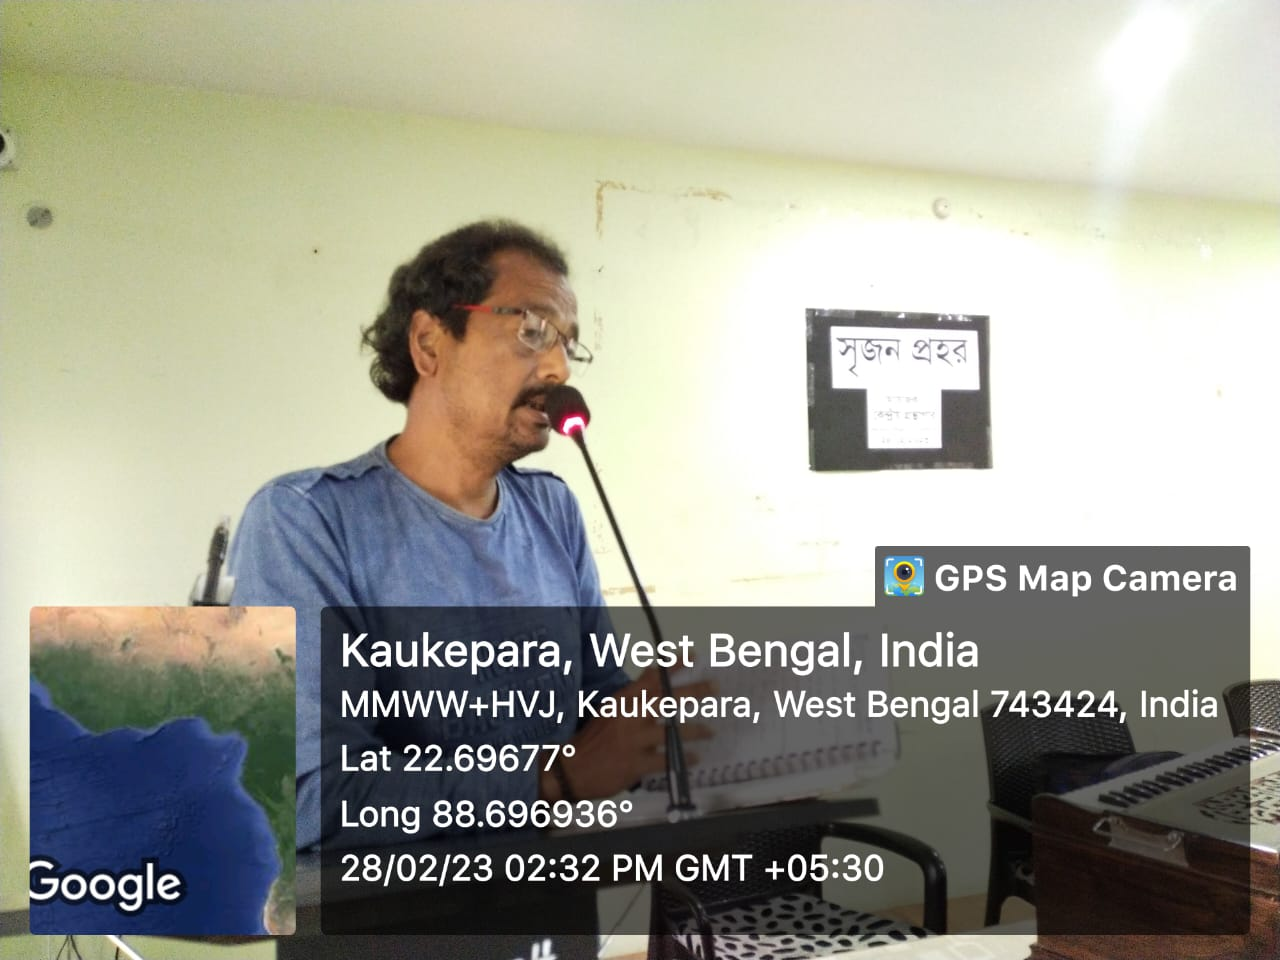 সৃজন প্রহর
কেন্দ্রীয় গ্রন্থাগার
GPS Map Camera
Kaukepara, West Bengal, India
MMWW+HVJ, Kaukepara, West Bengal 743424, India
Lat 22.69677°
Long 88.696936°
28/02/23 02:32 PM GMT +05:30
Google